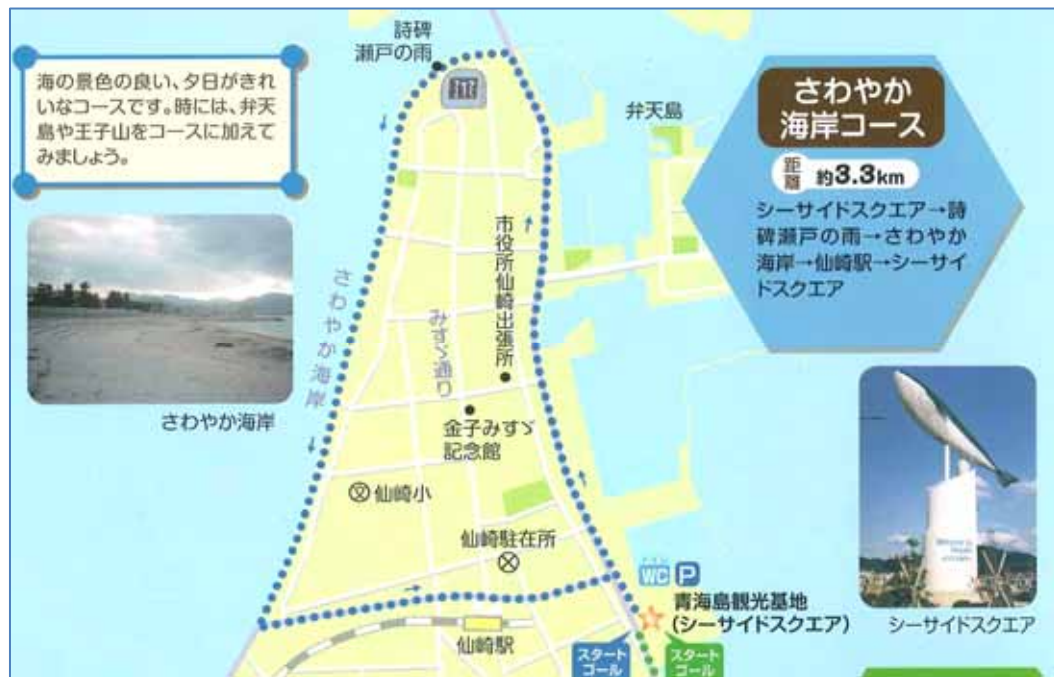 海の景色の良い、夕日がきれ
いなコースです。時には、弁天
島や王子山をコースに加えて
みましょう。
さわやか海岸
詩碑
瀬戸の雨
弁天島
市役所仙崎出張所
みすゞ通り
さわやか海岸
金子みすゞ
記念館
仙崎小
仙崎駐在所
仙崎駅
WC P
青海島観光基地
(シーサイドスクエア)
スタート
ゴール
スタート
ゴール
さわやか
海岸コース
距離 約3.3km
シーサイドスクエア→詩
碑瀬戸の雨→さわやか
海岸→仙崎駅→シーサイ
ドスクエア
シーサイドスクエア